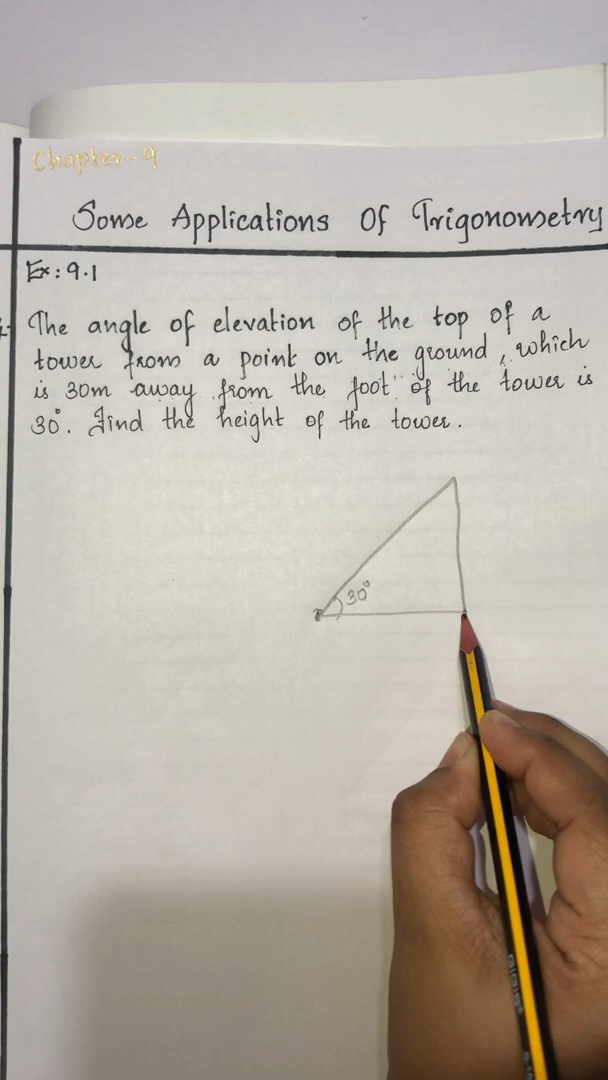 Chapter-9
Some Applications Of Trigonometry
Ex: 9.1
The angle of elevation of the top of a
tower from a point on the ground, which
is 30m away from the foot of the tower is
30°. Find the height of the tower.
30°